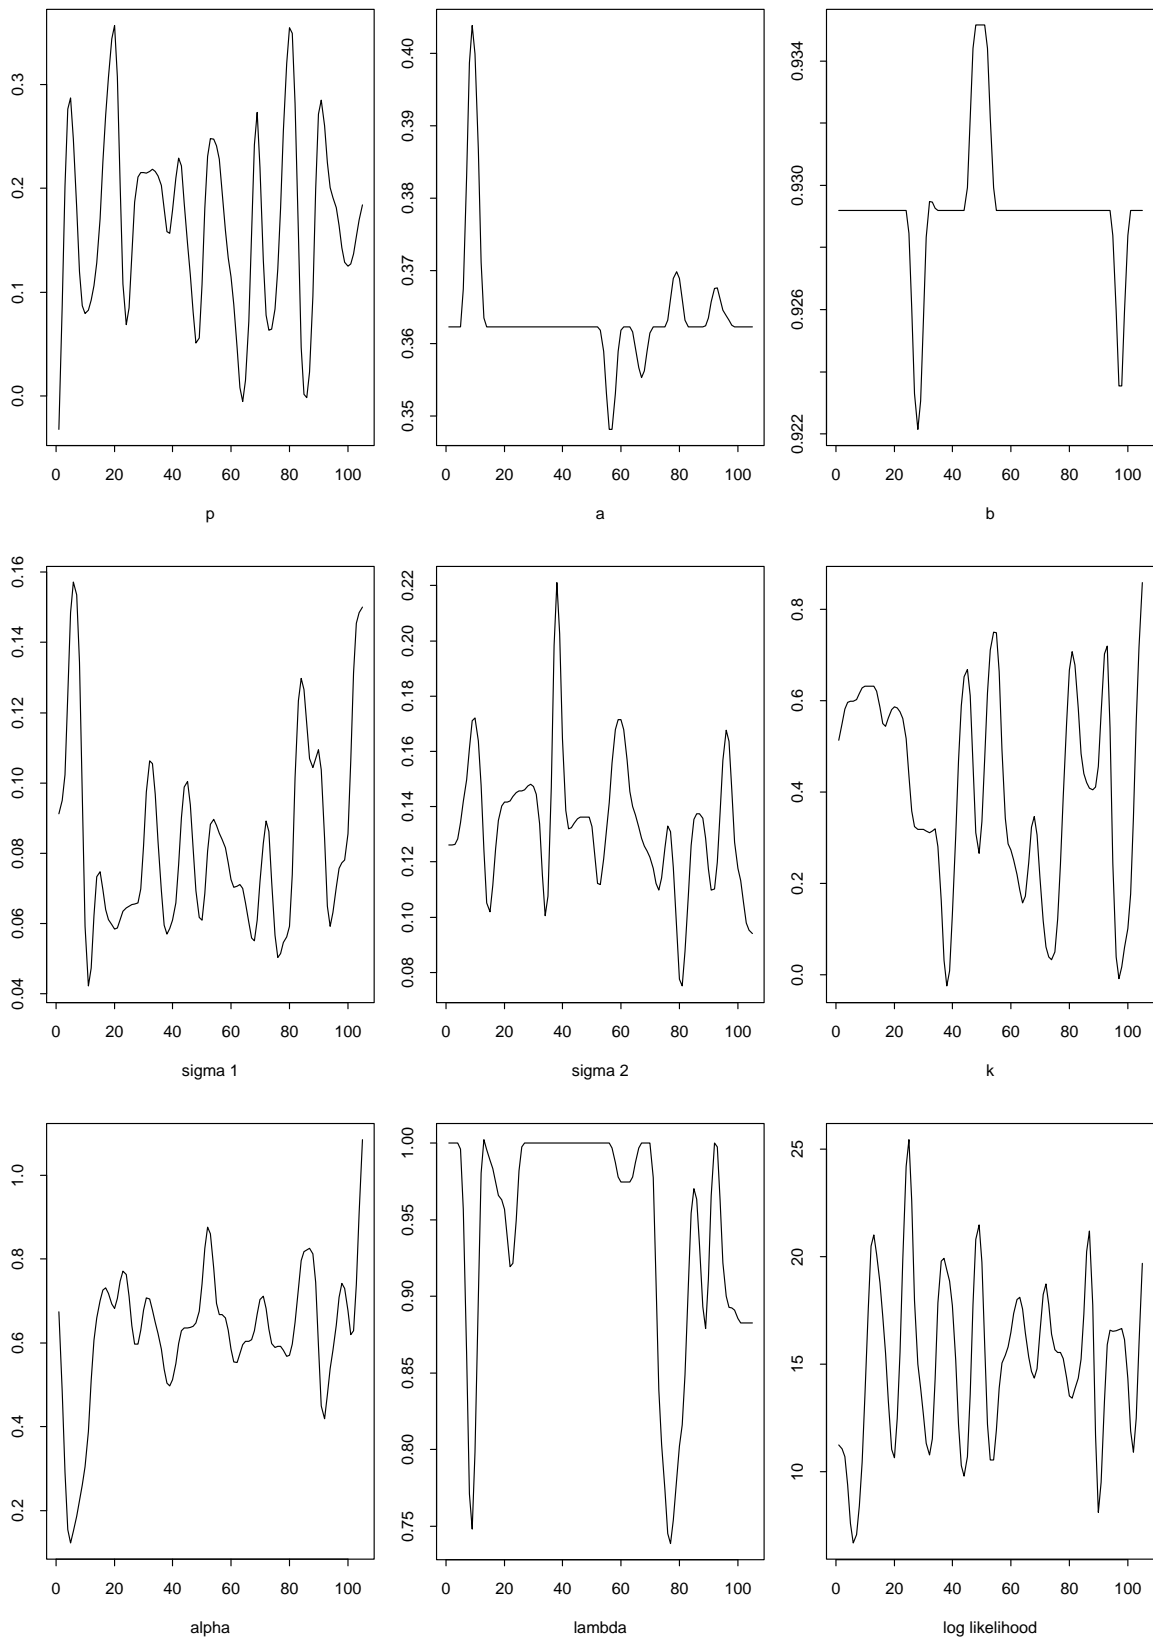 0.0 0.1 0.2 0.3
0 20 40 60 80 100
p
0.35 0.36 0.37 0.38 0.39 0.40
0 20 40 60 80 100
a
0.922 0.926 0.930 0.934
0 20 40 60 80 100
b
0.04 0.06 0.08 0.10 0.12 0.14 0.16
0 20 40 60 80 100
sigma 1
0.08 0.10 0.12 0.14 0.16 0.18 0.20 0.22
0 20 40 60 80 100
sigma 2
0.0 0.2 0.4 0.6 0.8
0 20 40 60 80 100
k
0.2 0.4 0.6 0.8 1.0
0 20 40 60 80 100
alpha
0.75 0.80 0.85 0.90 0.95 1.00
0 20 40 60 80 100
lambda
10 15 20 25
0 20 40 60 80 100
log likelihood